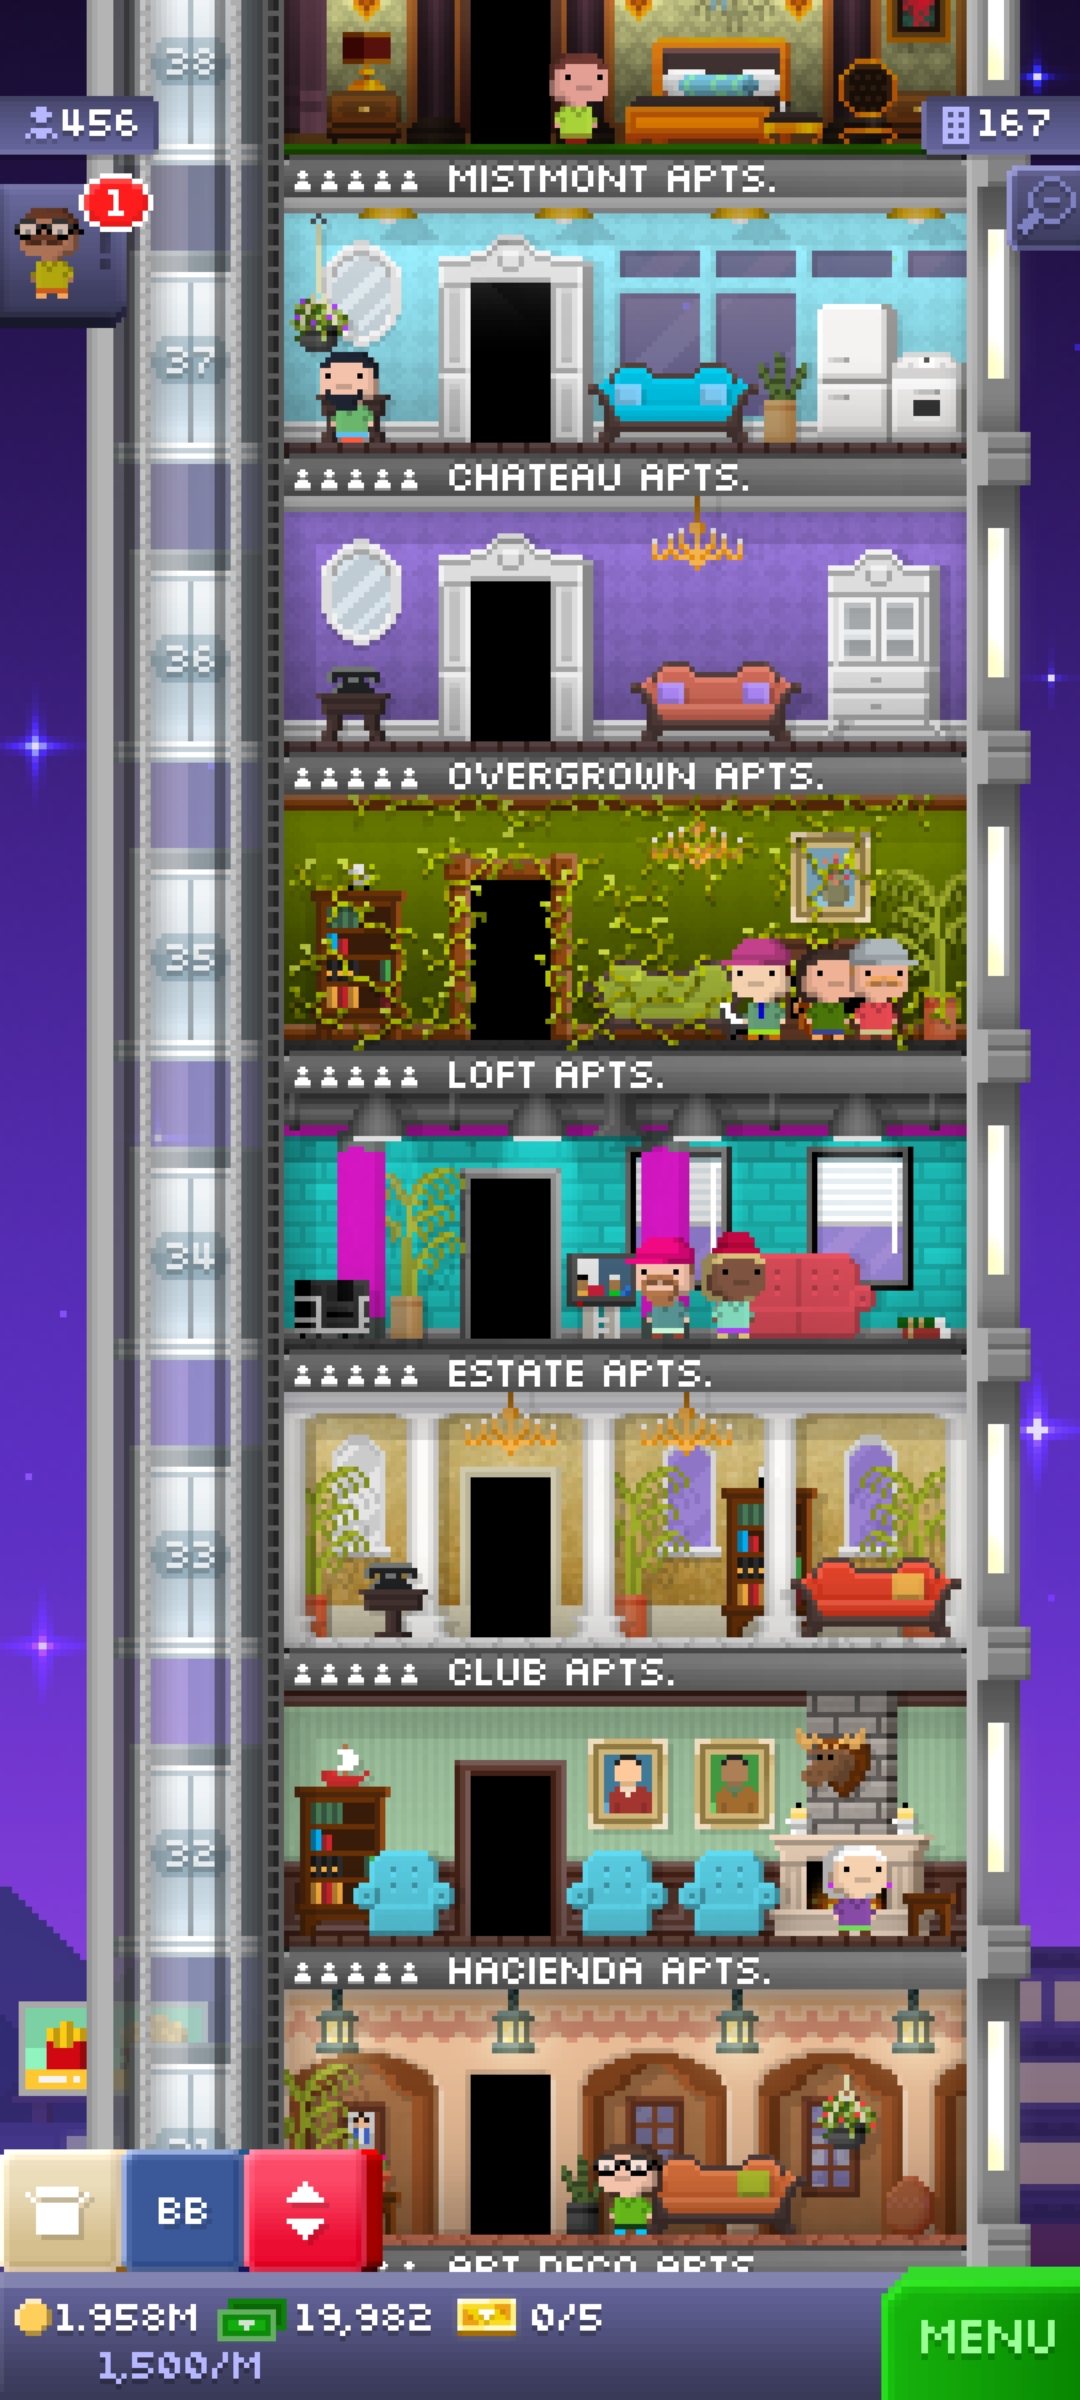 38
456
167
MISTMONT APTS.
1
37
CHATEAU APTS.
36
OVERGROWN APTS.
35
LOFT APTS.
34
ESTATE APTS.
33
CLUB APTS.
32
HACIENDA APTS.
BB
ART DECO APTS.
1.958M 19,982 0/5
1,500/M
MENU